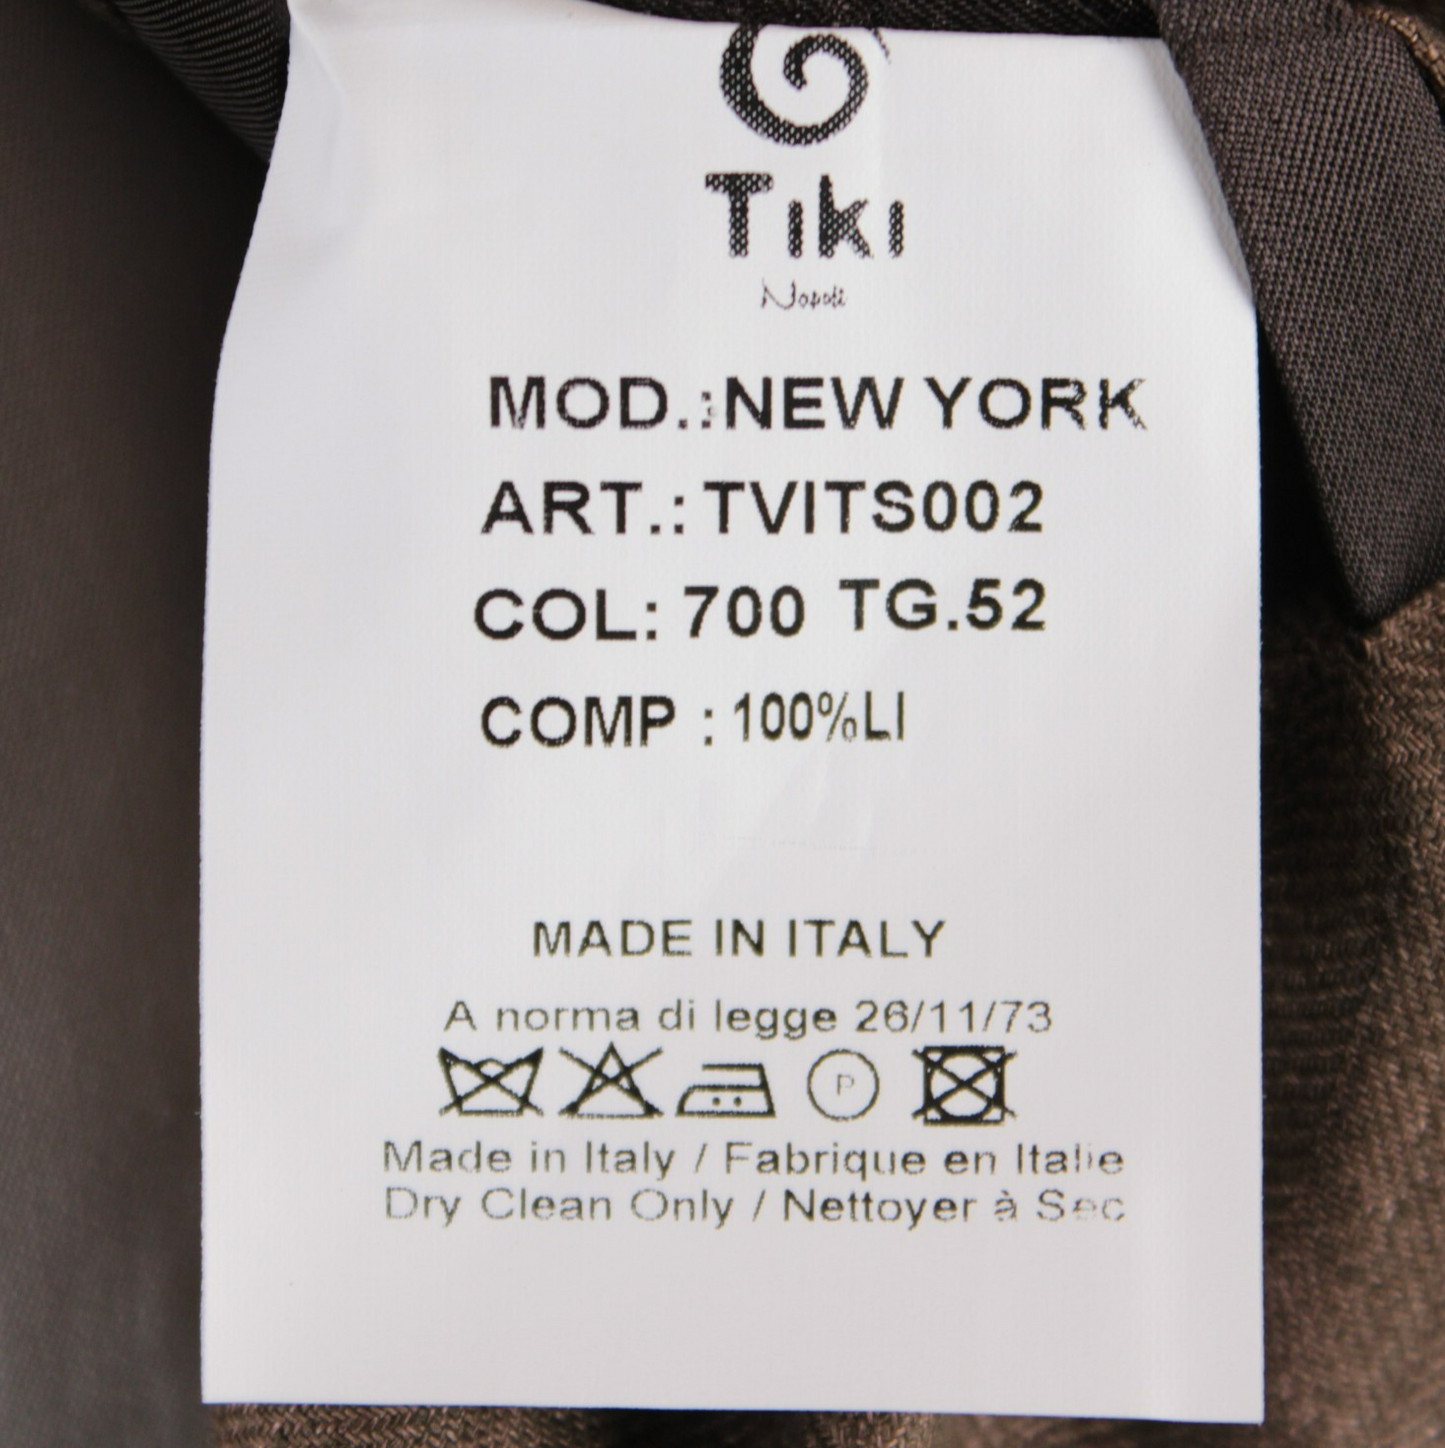 Tiki
Napoli
MOD.:NEW YORK
ART.: TVITS002
COL: 700 TG.52
COMP : 100%LI
MADE IN ITALY
A norma di legge 26/11/73
P
Made in Italy / Fabrique en Italie
Dry Clean Only / Nettoyer à Sec